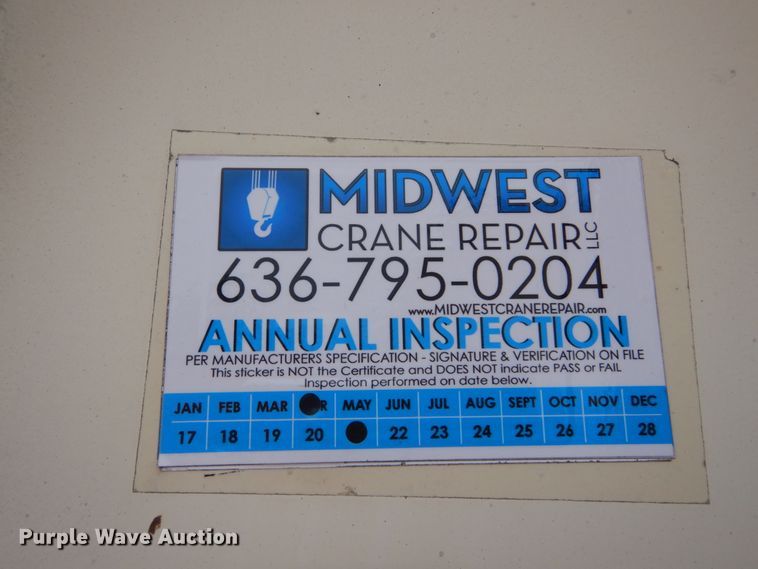 MIDWEST
CRANE REPAIR LLC
636-795-0204
www.MIDWESTCRANEREPAIR.com
ANNUAL INSPECTION
PER MANUFACTURERS SPECIFICATION - SIGNATURE & VERIFICATION ON FILE
This sticker is NOT the Certificate and DOES NOT indicate PASS or FAIL
Inspection performed on date below.
JAN FEB MAR MAY JUN JUL AUG SEPT OCT NOV DEC
17 18 19 20 22 23 24 25 26 27 28
Purple Wave Auction